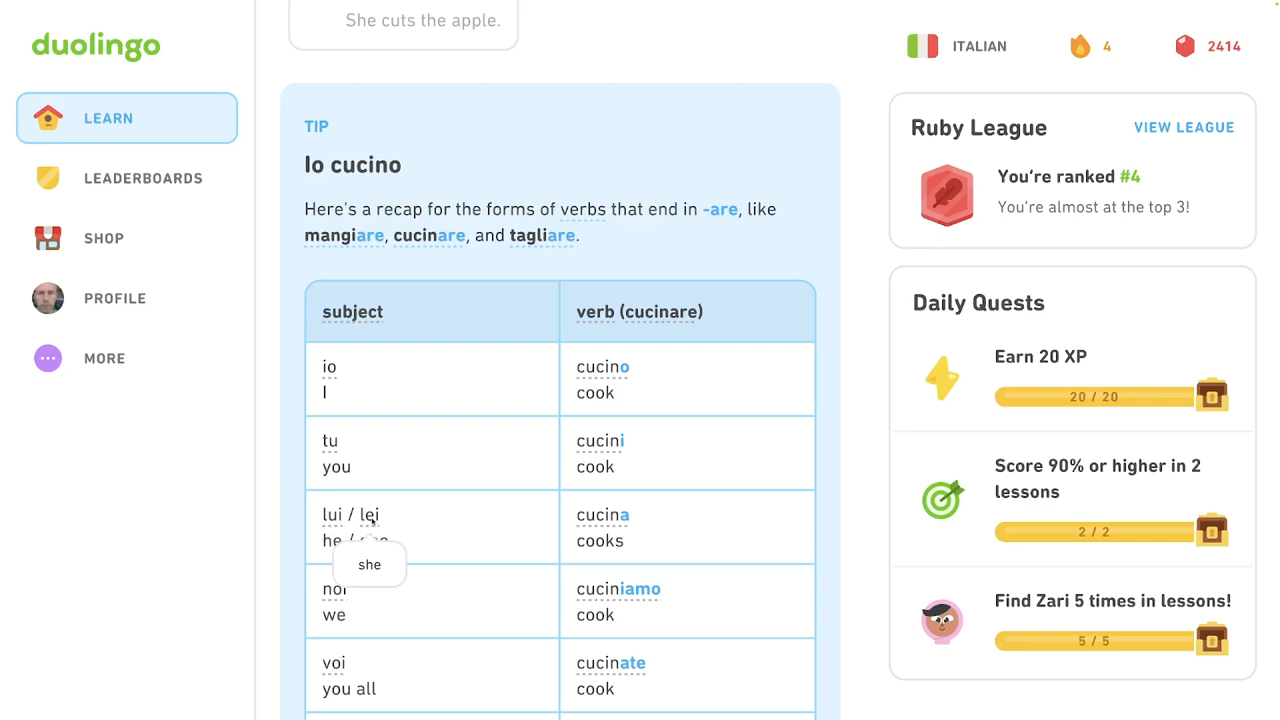 duolingo
LEARN
LEADERBOARDS
SHOP
PROFILE
MORE
She cuts the apple.
TIP
Io cucino
Here's a recap for the forms of verbs that end in -are, like
mangiare, cucinare, and tagliare.
subject
verb (cucinare)
io
I
cucino
cook
tu
you
cucini
cook
lui / lei
he /
cucina
cooks
she
noi
we
cuciniamo
cook
voi
you all
cucinate
cook
ITALIAN
4
2414
Ruby League
VIEW LEAGUE
You're ranked #4
You're almost at the top 3!
Daily Quests
Earn 20 XP
20 / 20
Score 90% or higher in 2
lessons
2 / 2
Find Zari 5 times in lessons!
5 / 5